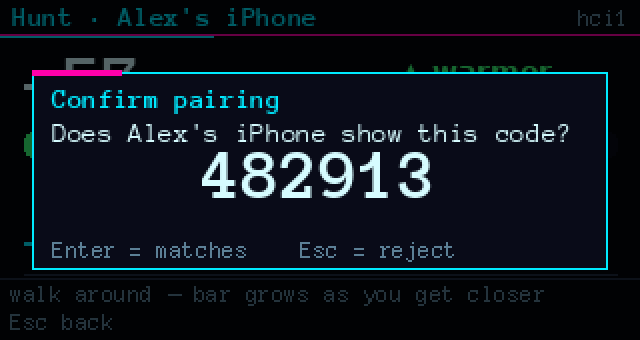 Hunt · Alex's iPhone hci1
Confirm pairing
Does Alex's iPhone show this code?
482913
Enter = matches Esc = reject
walk around — bar grows as you get closer
Esc back